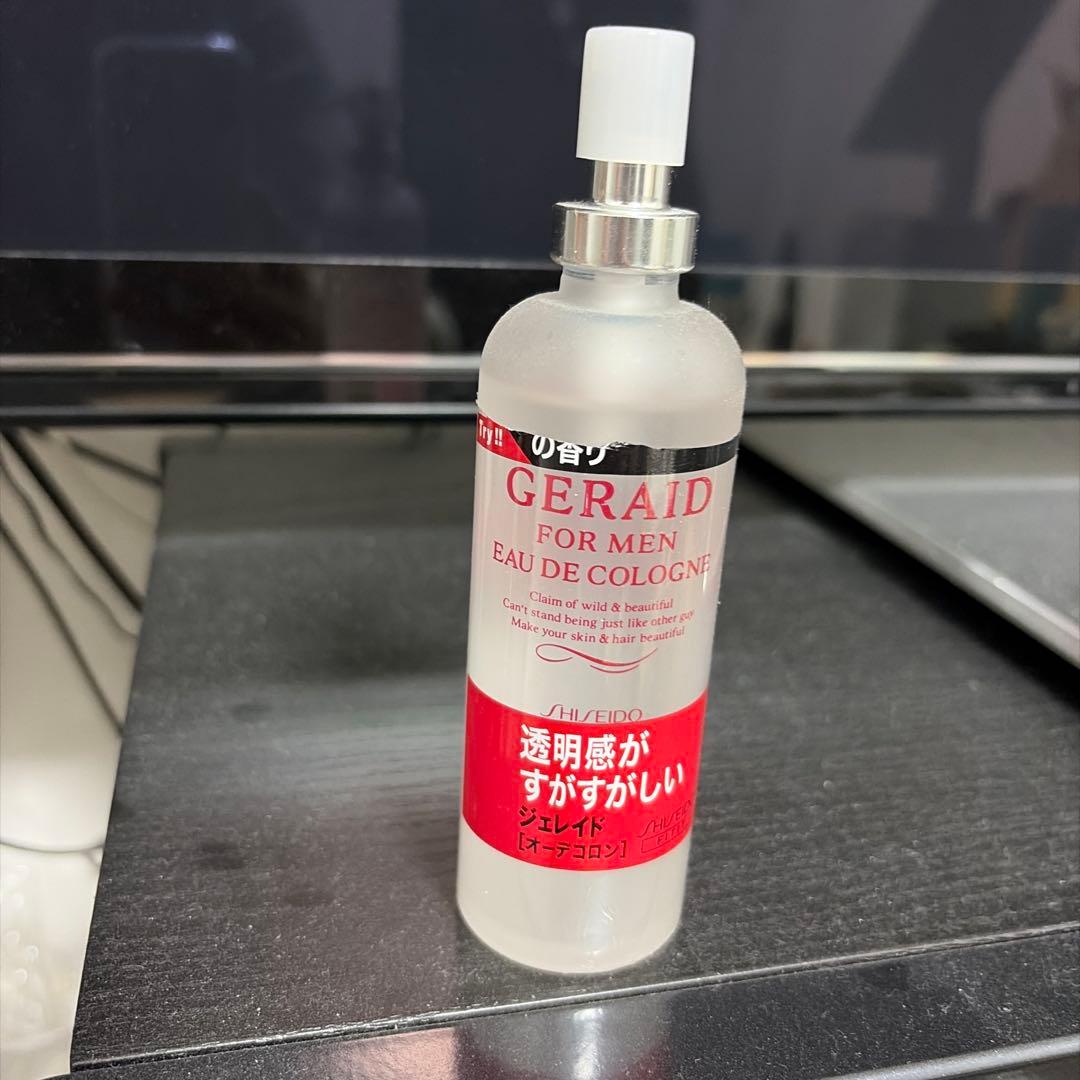 Try!!
の香り
GERAID
FOR MEN
EAU DE COLOGNE
Claim of wild & beautiful
Can't stand being just like other guy
Make your skin & hair beautiful
SHISEIDO
透明感が
すがすがしい
ジェレイド
[オーデコロン]
SHISEIDO